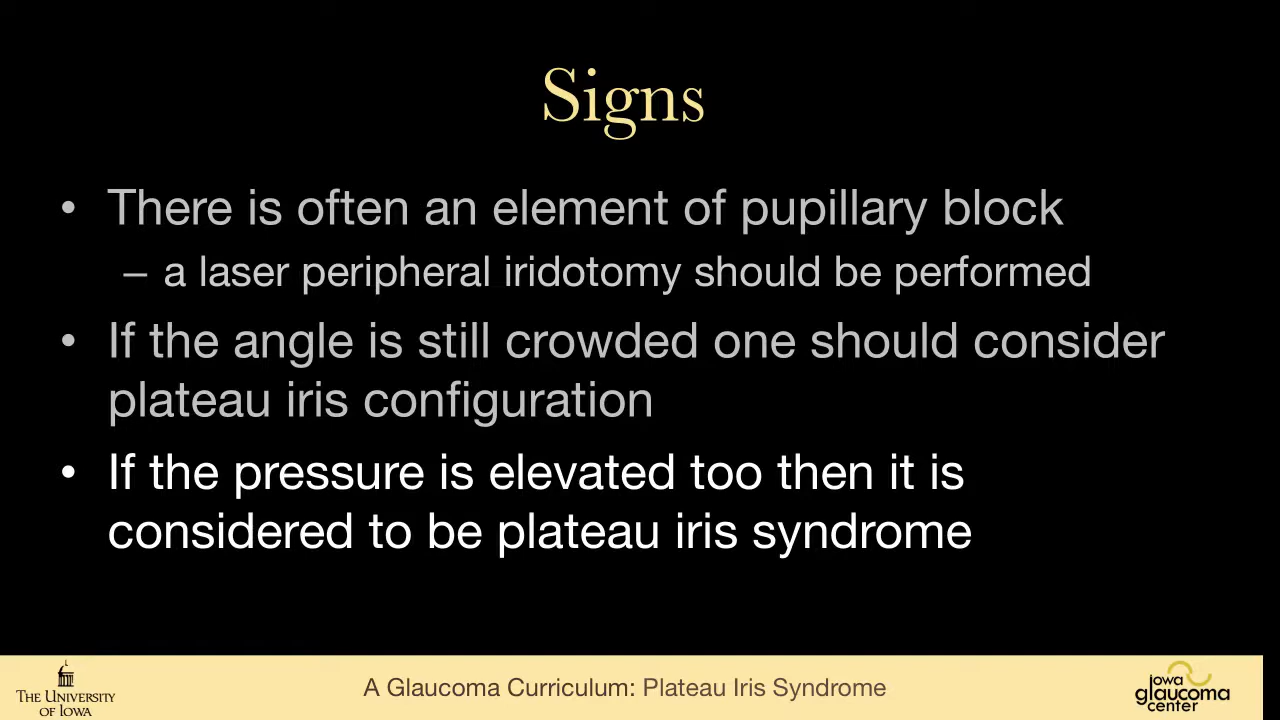 Signs
• There is often an element of pupillary block
– a laser peripheral iridotomy should be performed
• If the angle is still crowded one should consider
plateau iris configuration
• If the pressure is elevated too then it is
considered to be plateau iris syndrome
THE UNIVERSITY
OF IOWA
A Glaucoma Curriculum: Plateau Iris Syndrome
iowa
glaucoma
center